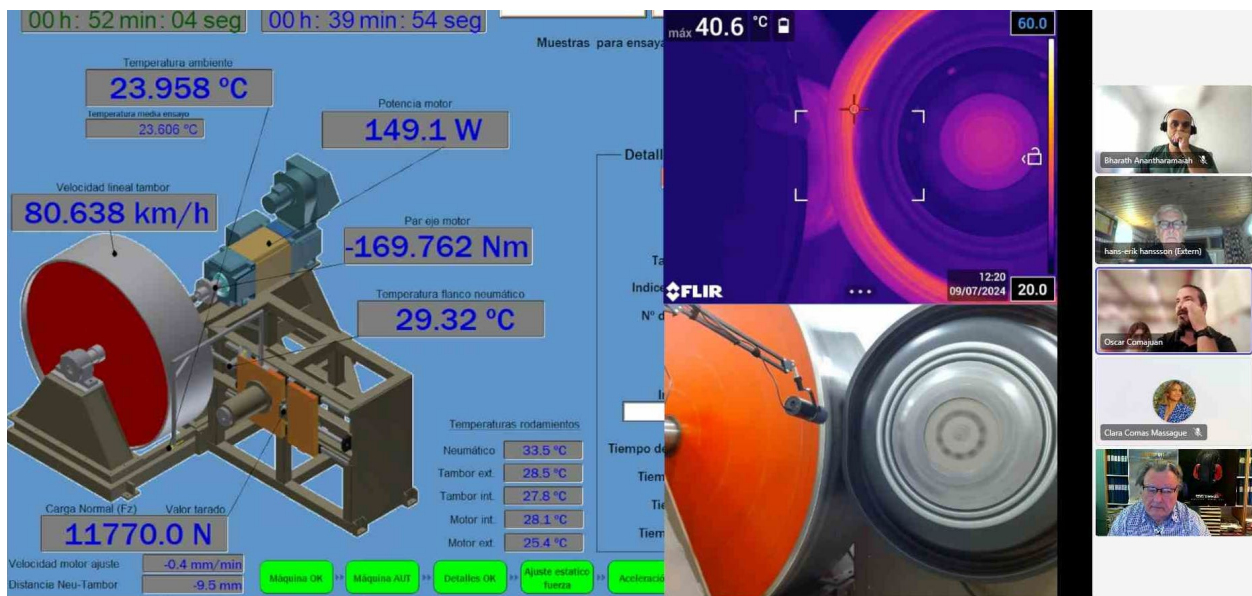 00 h: 52 min: 04 seg
00 h: 39 min: 54 seg
Muestras para ensaya
Temperatura ambiente
23.958 ºC
Temperatura media ensayo
23.606 ºC
Potencia motor
149.1 W
Detall
Velocidad lineal tambor
80.638 km/h
Par eje motor
-169.762 Nm
Temperatura flanco neumático
29.32 ºC
Ta
Indice
Nº d
Temperaturas rodamientos
Neumático 33.5 ºC
Tambor ext. 28.5 ºC
Tambor int. 27.8 ºC
Motor int. 28.1 ºC
Motor ext. 25.4 ºC
Tiempo de
Tiem
Tie
Tiem
Carga Normal (Fz) Valor tarado
11770.0 N
Velocidad motor ajuste -0.4 mm/min
Distancia Neu-Tambor -9.5 mm
Máquina OK
Máquina AUT
Detalles OK
Ajuste estatico
fuerza
Aceleració
máx 40.6 °C
60.0
FLIR
12:20
09/07/2024
20.0
Bharath Anantharamaiah
hans-erik hansson (Extern)
Oscar Comajuan
Clara Comas Massague